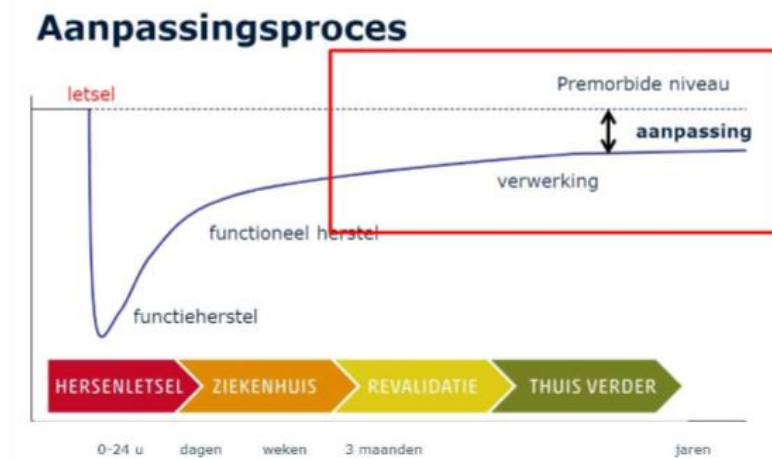 Aanpassingsproces
letsel
Premorbide niveau
aanpassing
verwerking
functioneel herstel
functieherstel
HERSENLETSEL ZIEKENHUIS REVALIDATIE THUIS VERDER
0-24 u dagen weken 3 maanden jaren